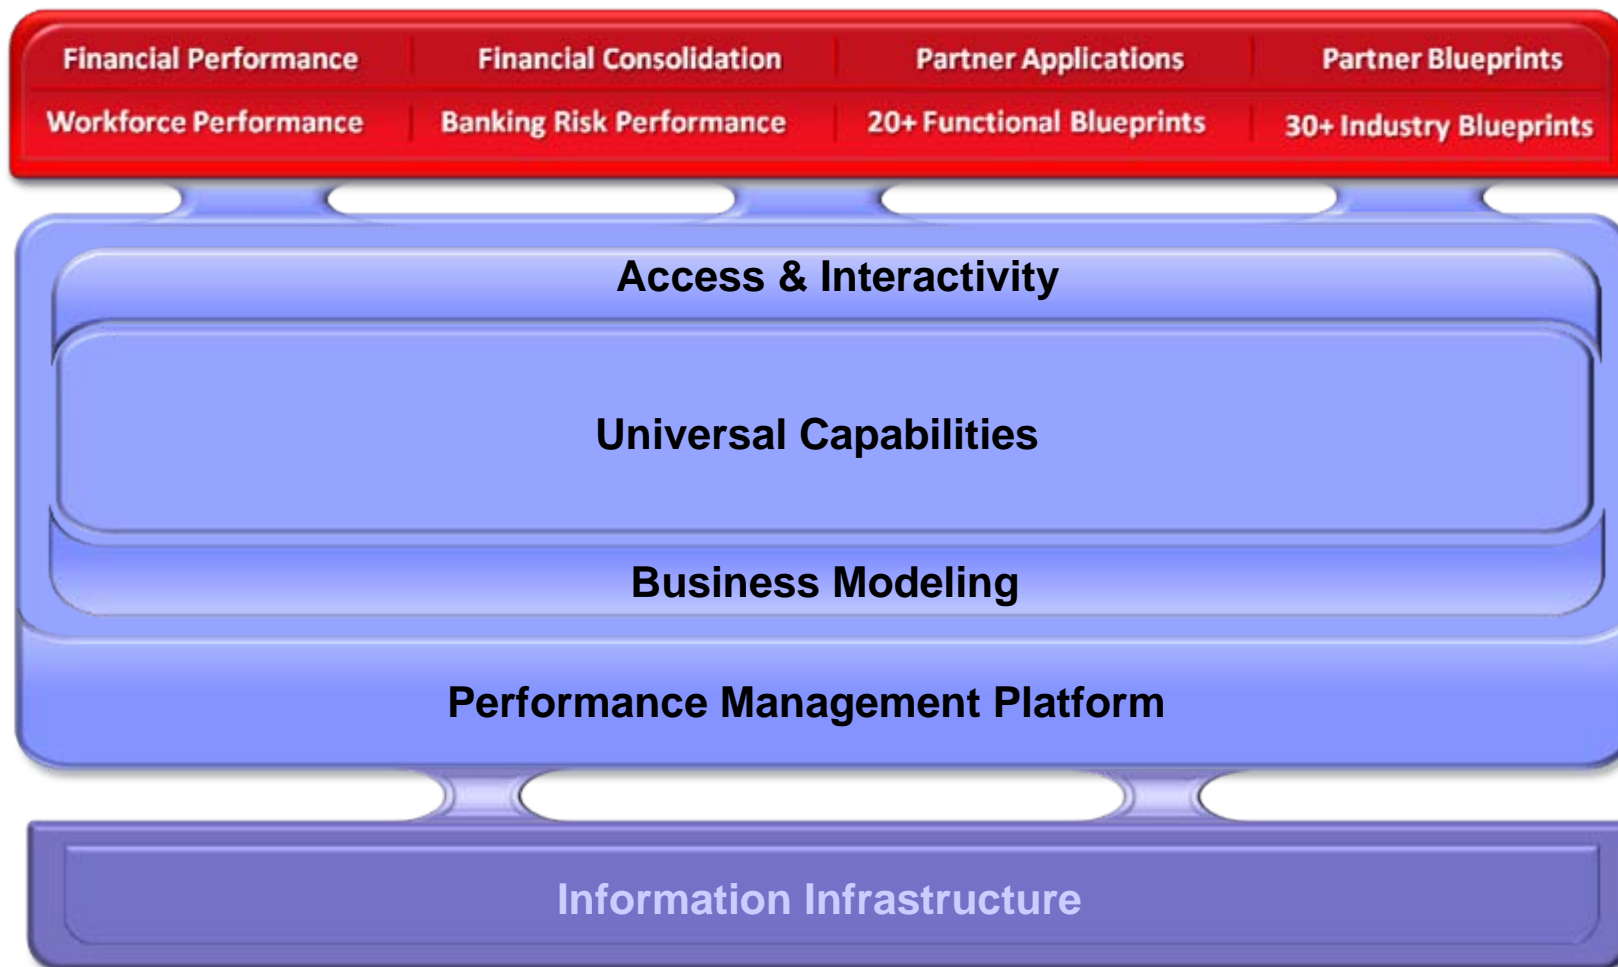 Financial Performance Financial Consolidation Partner Applications Partner Blueprints
Workforce Performance Banking Risk Performance 20+ Functional Blueprints 30+ Industry Blueprints
Access & Interactivity
Universal Capabilities
Business Modeling
Performance Management Platform
Information Infrastructure